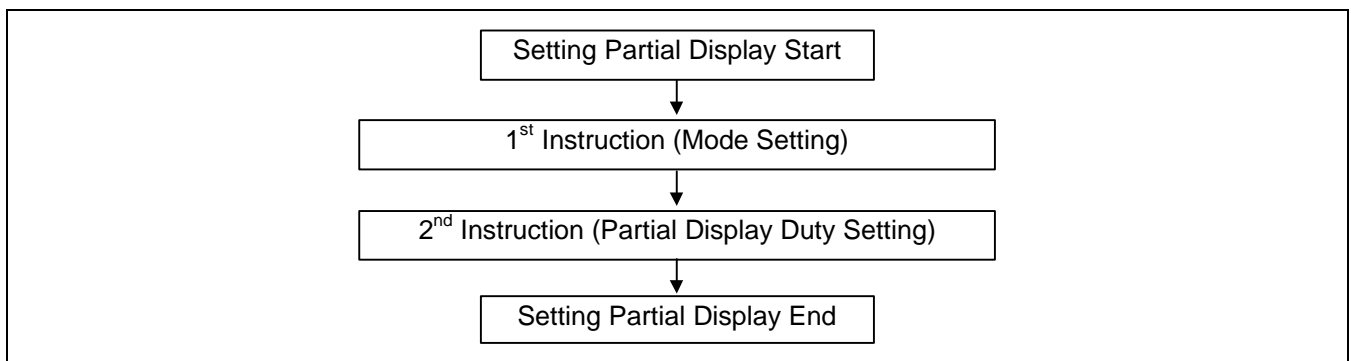 Setting Partial Display Start
1st Instruction (Mode Setting)
2nd Instruction (Partial Display Duty Setting)
Setting Partial Display End